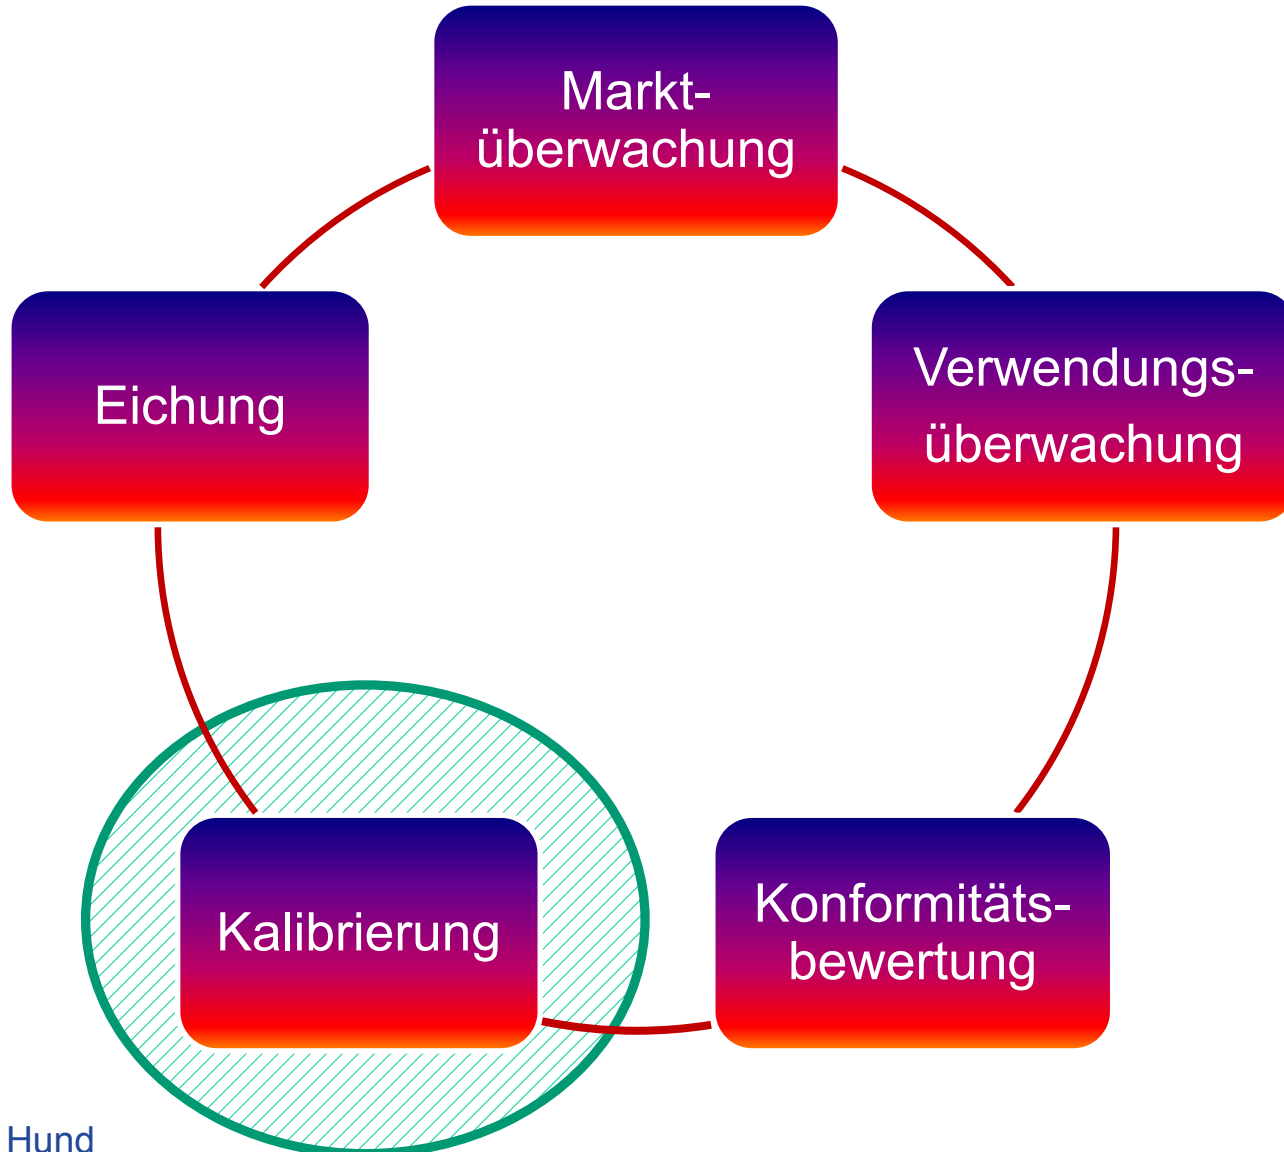 Markt-
überwachung
Verwendungs-
überwachung
Eichung
Kalibrierung
Konformitäts-
bewertung
Hund